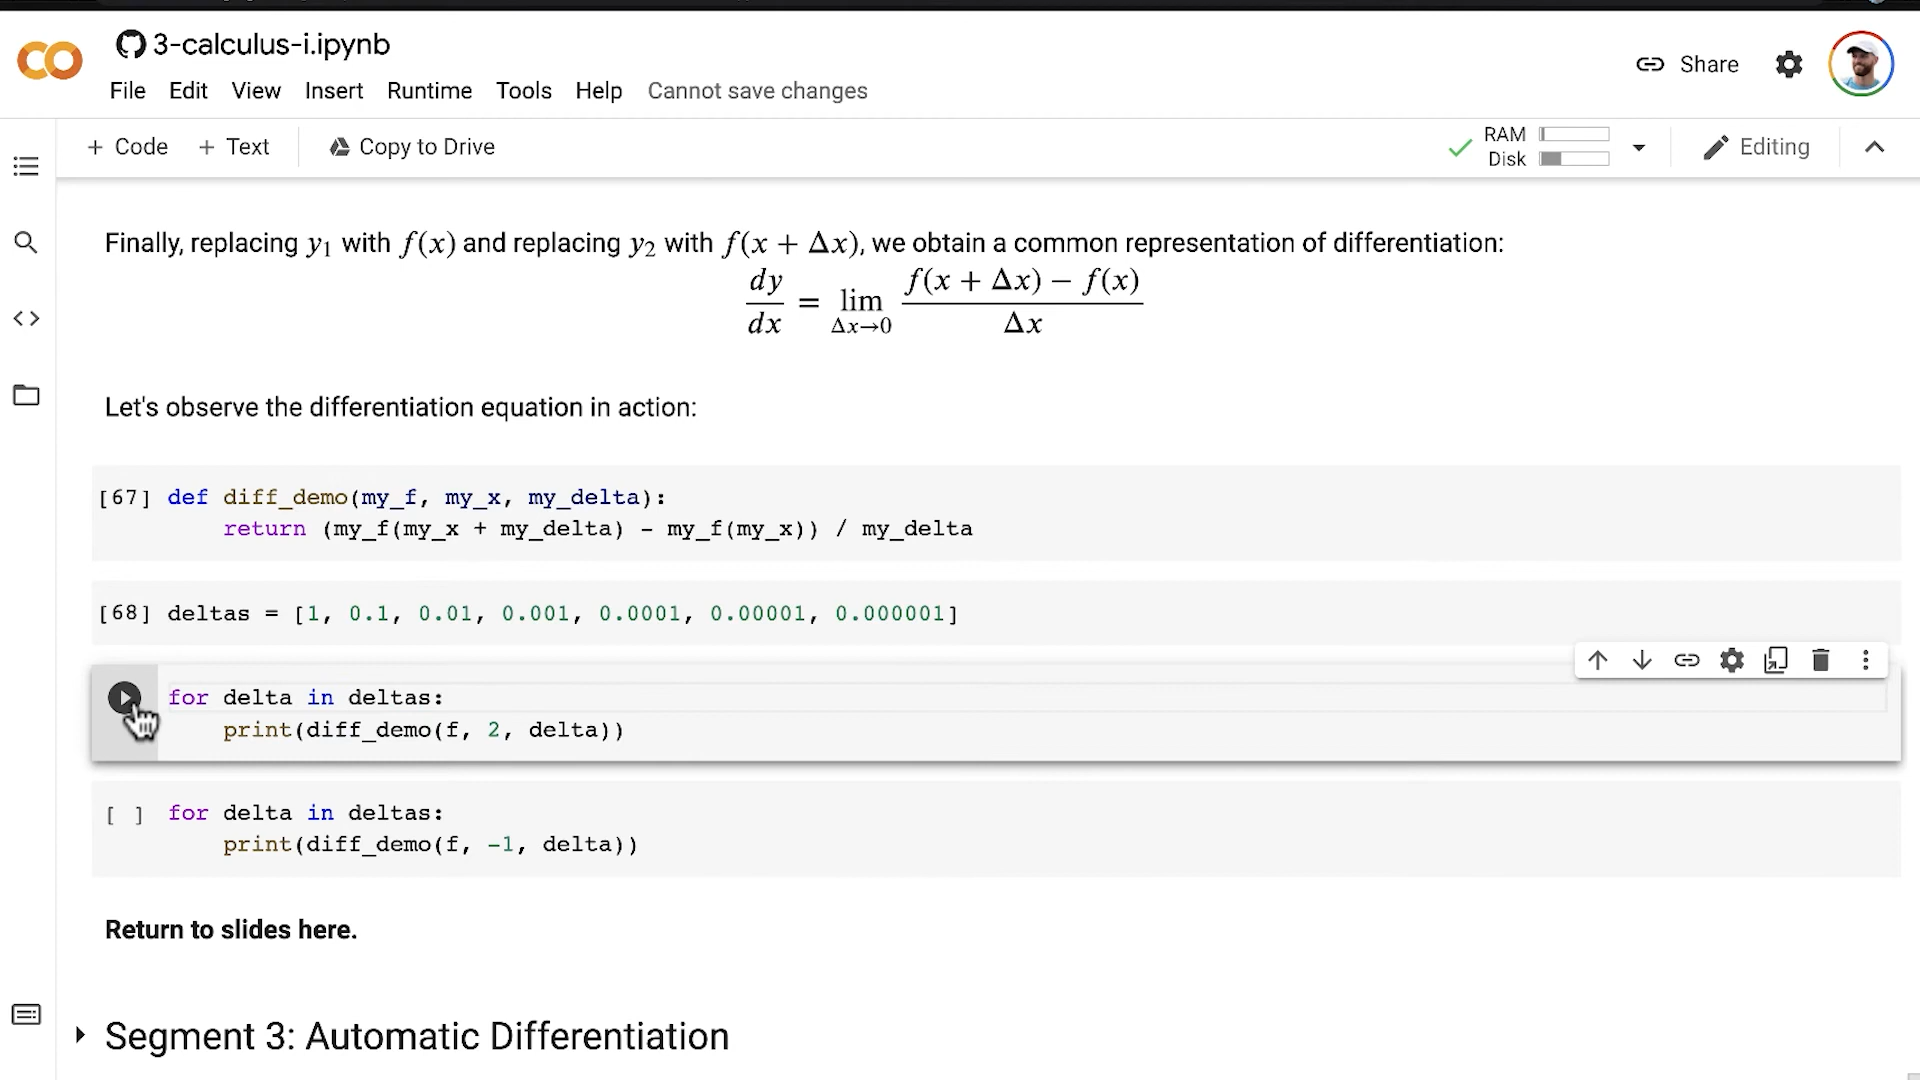 3-calculus-i.ipynb
File Edit View Insert Runtime Tools Help Cannot save changes
Share
+ Code + Text Copy to Drive
RAM
Disk
Editing
Finally, replacing y₁ with f(x) and replacing y₂ with f(x + Δx), we obtain a common representation of differentiation:
dy/dx = lim Δx→0 (f(x + Δx) − f(x))/Δx
Let's observe the differentiation equation in action:
[67] def diff_demo(my_f, my_x, my_delta):
return (my_f(my_x + my_delta) - my_f(my_x)) / my_delta
[68] deltas = [1, 0.1, 0.01, 0.001, 0.0001, 0.00001, 0.000001]
for delta in deltas:
print(diff_demo(f, 2, delta))
[ ] for delta in deltas:
print(diff_demo(f, -1, delta))
Return to slides here.
Segment 3: Automatic Differentiation